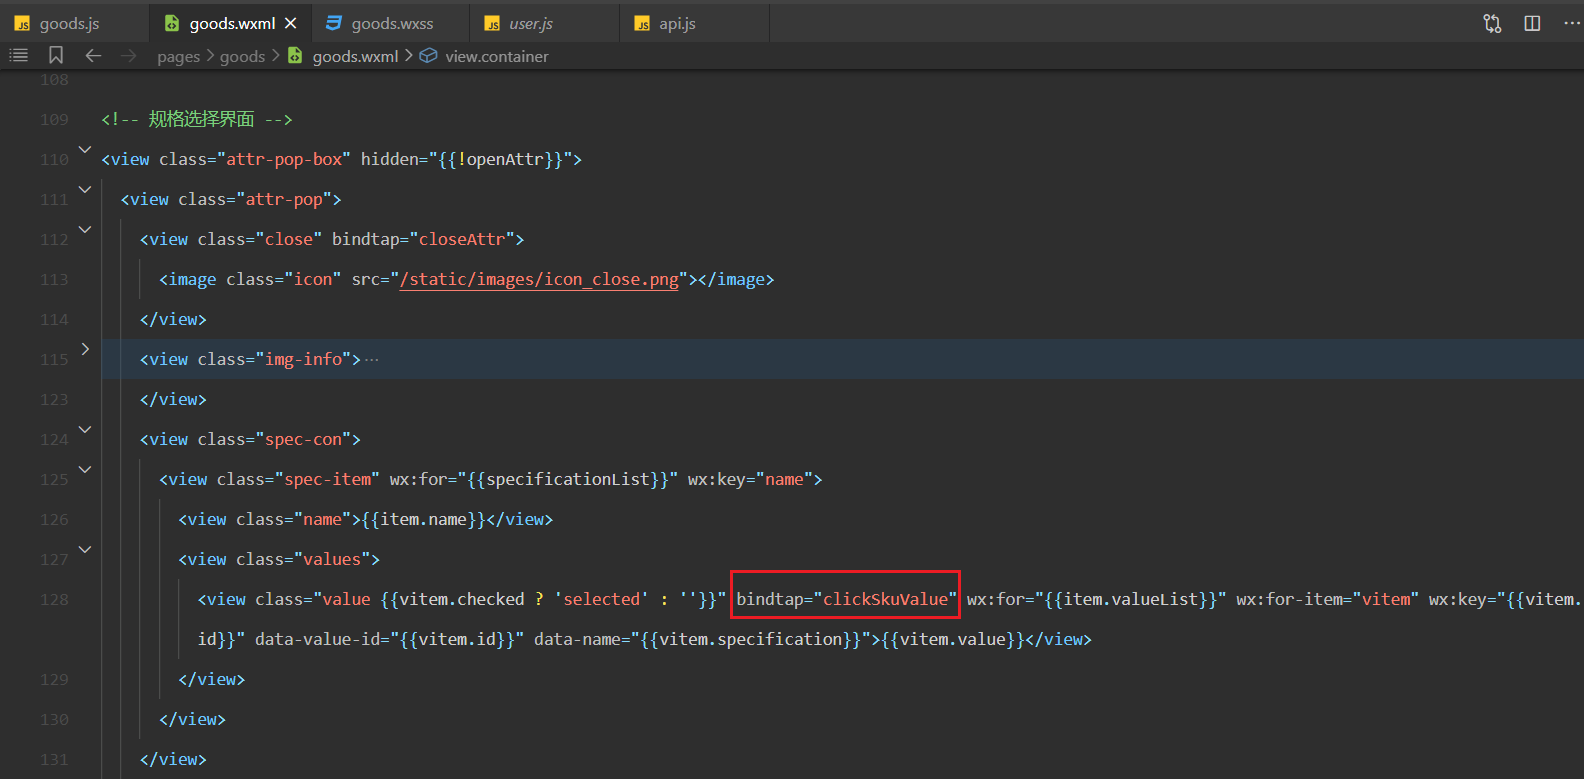 goods.js goods.wxml goods.wxss user.js api.js
pages > goods > goods.wxml > view.container
108
109 <!-- 规格选择界面 -->
110 <view class="attr-pop-box" hidden="{{!openAttr}}">
111 <view class="attr-pop">
112 <view class="close" bindtap="closeAttr">
113 <image class="icon" src="/static/images/icon_close.png"></image>
114 </view>
115 <view class="img-info">···
123 </view>
124 <view class="spec-con">
125 <view class="spec-item" wx:for="{{specificationList}}" wx:key="name">
126 <view class="name">{{item.name}}</view>
127 <view class="values">
128 <view class="value {{vitem.checked ? 'selected' : ''}}" bindtap="clickSkuValue" wx:for="{{item.valueList}}" wx:for-item="vitem" wx:key="{{vitem.
id}}" data-value-id="{{vitem.id}}" data-name="{{vitem.specification}}">{{vitem.value}}</view>
129 </view>
130 </view>
131 </view>